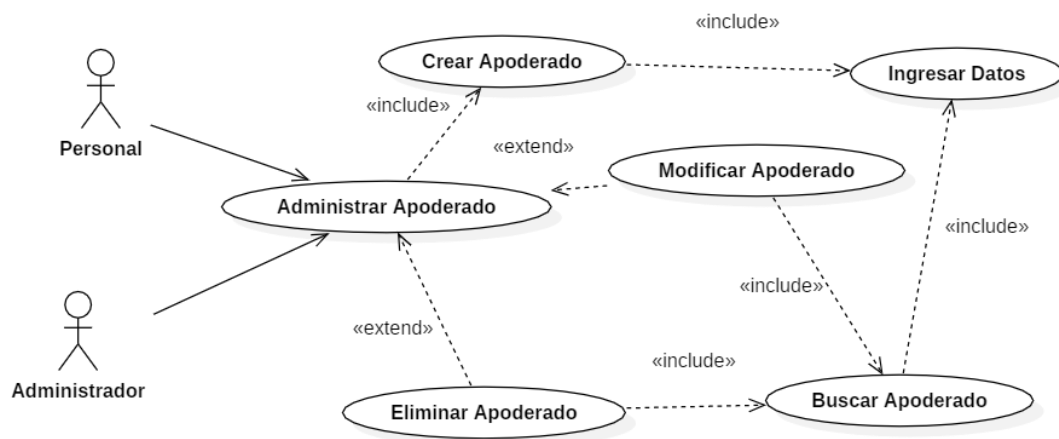 «include»
Crear Apoderado
Ingresar Datos
«include»
Personal
«extend»
Modificar Apoderado
Administrar Apoderado
«include»
«include»
«extend»
Administrador
«include»
Eliminar Apoderado
Buscar Apoderado